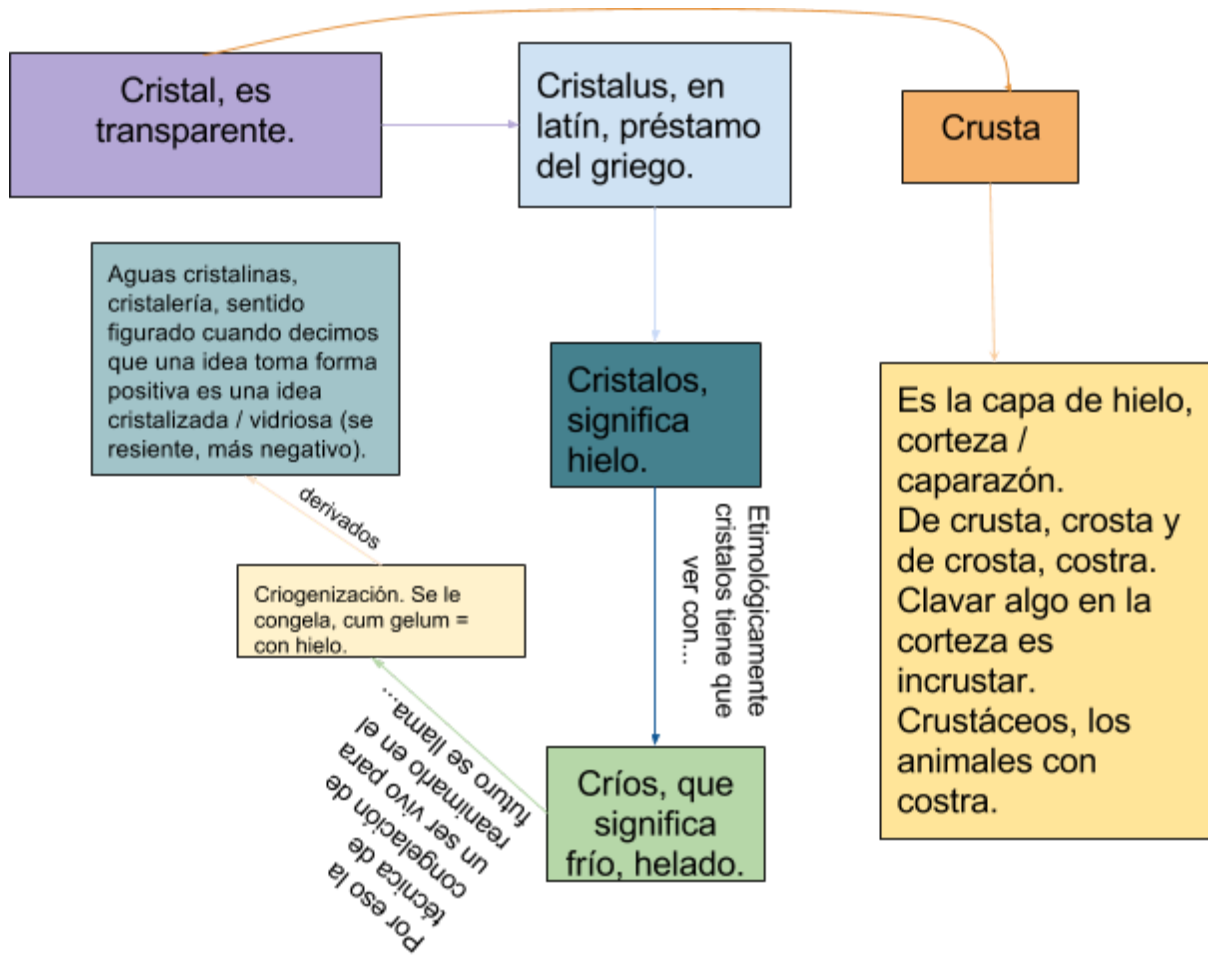 Cristal, es
transparente.
Cristalus, en
latín, préstamo
del griego.
Crusta
Aguas cristalinas,
cristalería, sentido
figurado cuando decimos
que una idea toma forma
positiva es una idea
cristalizada / vidriosa (se
resiente, más negativo).
Cristalos,
significa
hielo.
Es la capa de hielo,
corteza /
caparazón.
De crusta, crosta y
de crosta, costra.
Clavar algo en la
corteza es
incrustar.
Crustáceos, los
animales con
costra.
derivados
Etimológicamente
cristalos tiene que
ver con...
Criogenización. Se le
congela, cum gelum =
con hielo.
Por eso la
técnica de
congelación de
un ser vivo para
reanimarlo en el
futuro se llama...
Críos, que
significa
frío, helado.